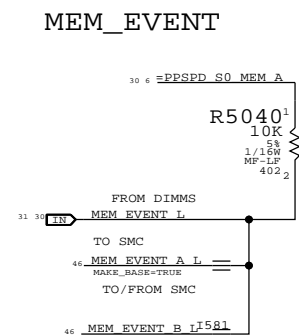 MEM_EVENT
30 6 =PPSPD_S0_MEM_A
R5040 1
10K
5%
1/16W
MF-LF
402 2
FROM DIMMS
31 30 IN MEM_EVENT_L
TO SMC
46 MEM_EVENT_A_L
MAKE_BASE=TRUE
TO/FROM SMC
46 MEM_EVENT_B_L I581